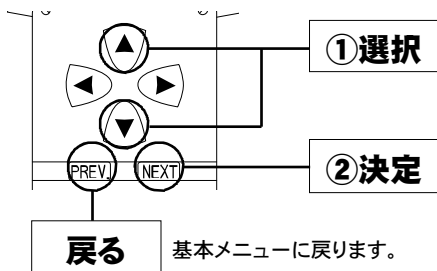 ①選択
PREV.
NEXT
②決定
戻る
基本メニューに戻ります。